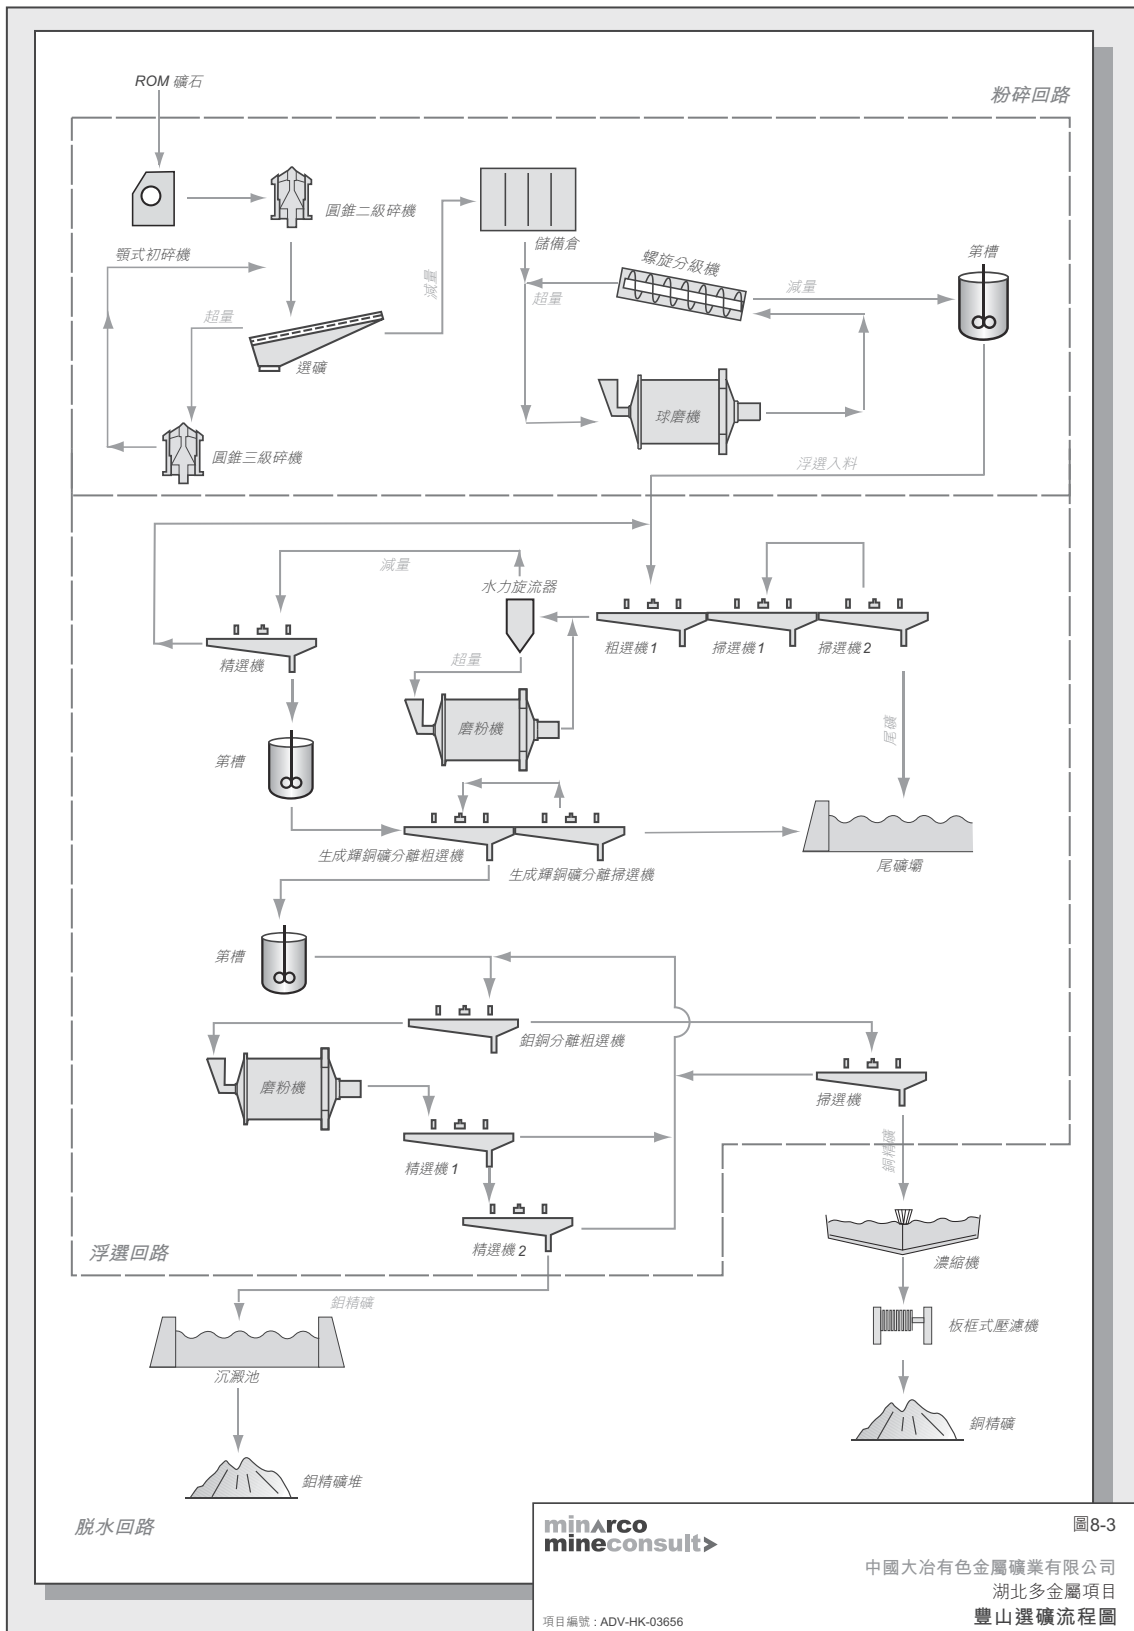 ROM 礦石
粉碎回路
圓錐二級碎機
顎式初碎機
儲備倉
螺旋分級機
第槽
減量
超量
減量
超量
選礦
球磨機
圓錐三級碎機
浮選入料
減量
水力旋流器
粗選機1
掃選機1
掃選機2
精選機
超量
磨粉機
尾礦
第槽
生成輝銅礦分離粗選機
生成輝銅礦分離掃選機
尾礦壩
第槽
鉬銅分離粗選機
磨粉機
掃選機
精選機1
銅精礦
精選機2
浮選回路
濃縮機
鉬精礦
板框式壓濾機
沉澱池
銅精礦
鉬精礦堆
脱水回路
minarco
mineconsult
圖8-3
中國大冶有色金屬礦業有限公司
湖北多金屬項目
豐山選礦流程圖
項目編號 : ADV-HK-03656